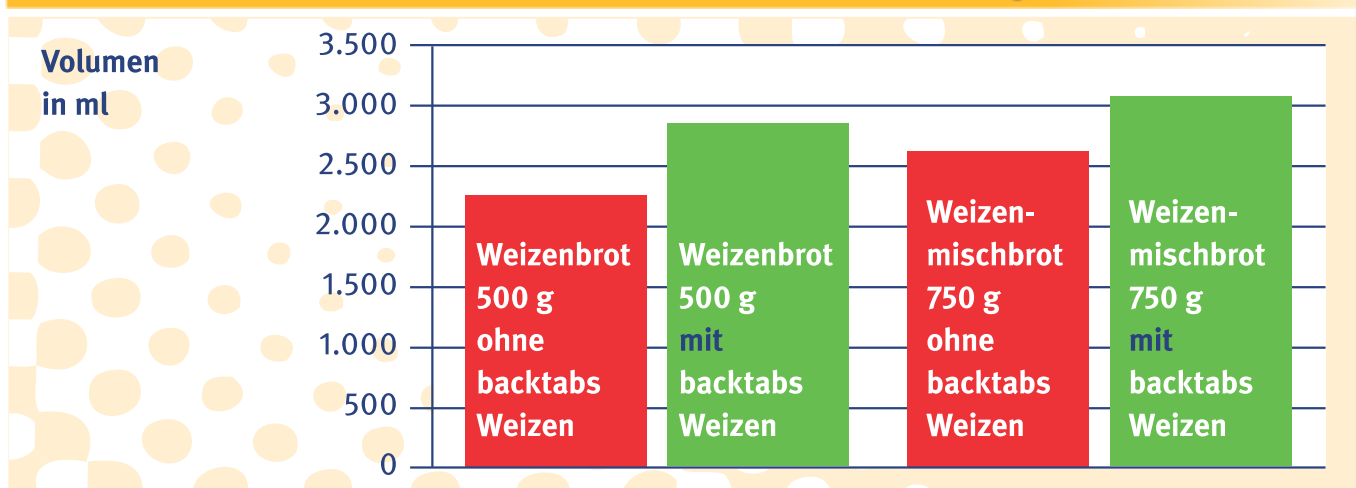 Volumen
in ml
3.500
3.000
2.500
2.000
1.500
1.000
500
0
Weizenbrot
500 g
ohne
backtabs
Weizen
Weizenbrot
500 g
mit
backtabs
Weizen
Weizen-
mischbrot
750 g
ohne
backtabs
Weizen
Weizen-
mischbrot
750 g
mit
backtabs
Weizen